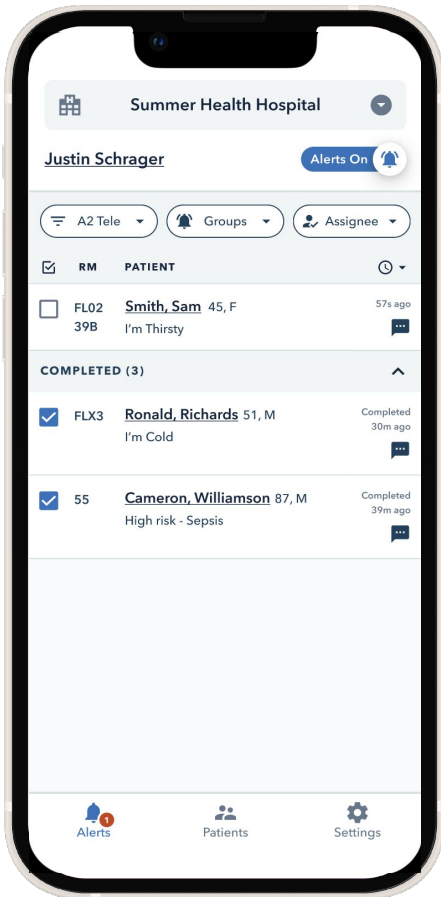 Summer Health Hospital
Justin Schrager
Alerts On
A2 Tele
Groups
Assignee
RM PATIENT
FL02 39B
Smith, Sam 45, F
I'm Thirsty
57s ago
COMPLETED (3)
FLX3
Ronald, Richards 51, M
I'm Cold
Completed
30m ago
55
Cameron, Williamson 87, M
High risk - Sepsis
Completed
39m ago
1
Alerts
Patients
Settings